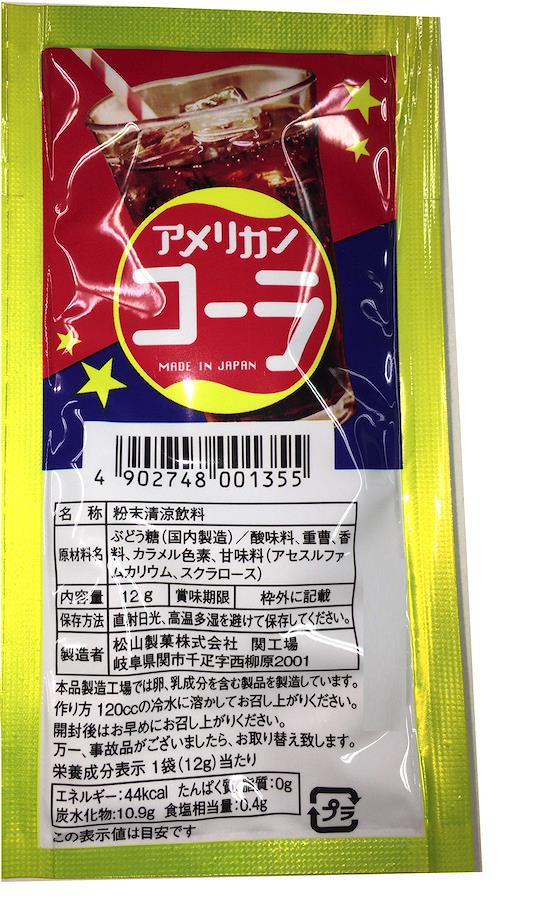 アメリカン
コーラ
MADE IN JAPAN
4 902748 001355
名 称 粉末清涼飲料
原材料名 ぶどう糖(国内製造)/酸味料、重曹、香
料、カラメル色素、甘味料(アセスルファ
ムカリウム、スクラロース)
内容量 12g 賞味期限 枠外に記載
保存方法 直射日光、高温多湿を避けて保存してください。
製造者 松山製菓株式会社 関工場
岐阜県関市千疋字西柳原2001
本品製造工場では卵、乳成分を含む製品を製造しています。
作り方 120ccの冷水に溶かしてお召し上がりください。
開封後はお早めにお召し上がりください。
万一、事故品がございましたら、お取り替え致します。
栄養成分表示 1袋(12g)当たり
エネルギー:44kcal たんぱく質、脂質:0g
炭水化物:10.9g 食塩相当量:0.4g
この表示値は目安です
プラ